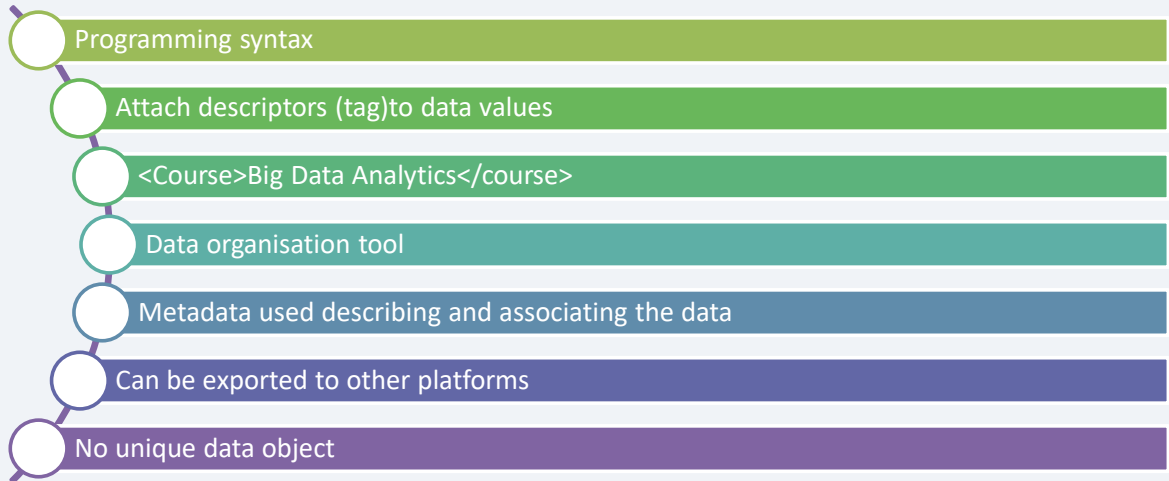 Programming syntax
Attach descriptors (tag)to data values
<Course>Big Data Analytics</course>
Data organisation tool
Metadata used describing and associating the data
Can be exported to other platforms
No unique data object